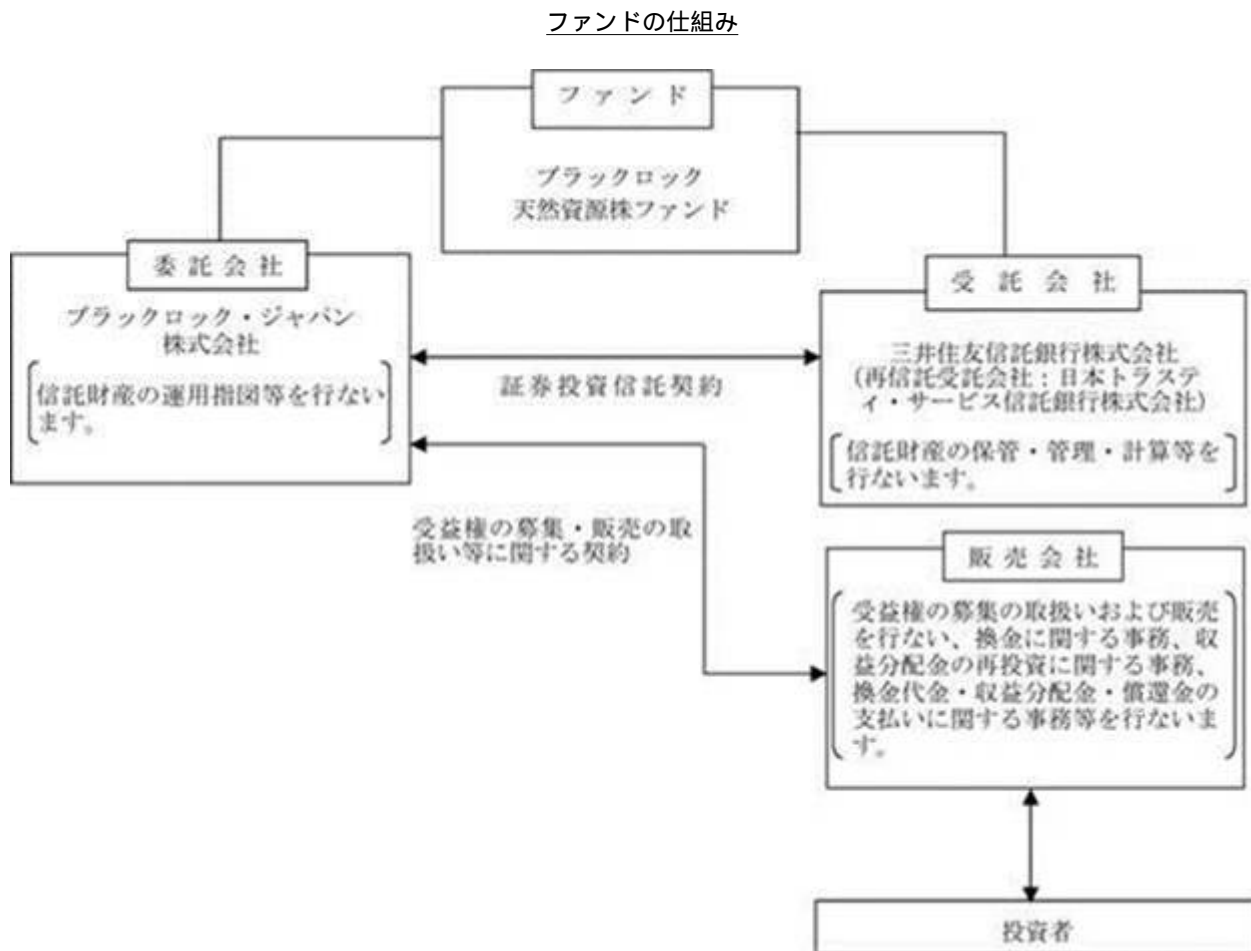 ファンドの仕組み
ファンド
ブラックロック
天然資源株ファンド
委託会社
ブラックロック・ジャパン
株式会社
信託財産の運用指図等を行ない
ます。
証券投資信託契約
受託会社
三井住友信託銀行株式会社
(再信託受託会社:日本トラステ
ィ・サービス信託銀行株式会社)
信託財産の保管・管理・計算等を
行ないます。
受益権の募集・販売の取
扱い等に関する契約
販売会社
受益権の募集の取扱いおよび販売
を行ない、換金に関する事務、収
益分配金の再投資に関する事務、
換金代金・収益分配金・償還金の
支払いに関する事務等を行ないま
す。
投資者